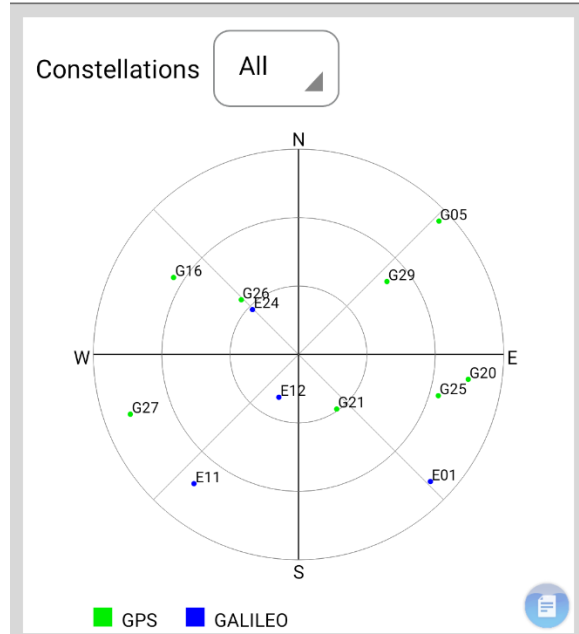 Constellations All
N
G05
G16
G29
G26
E24
W
E
G20
E12
G25
G21
G27
E11
E01
S
GPS GALILEO